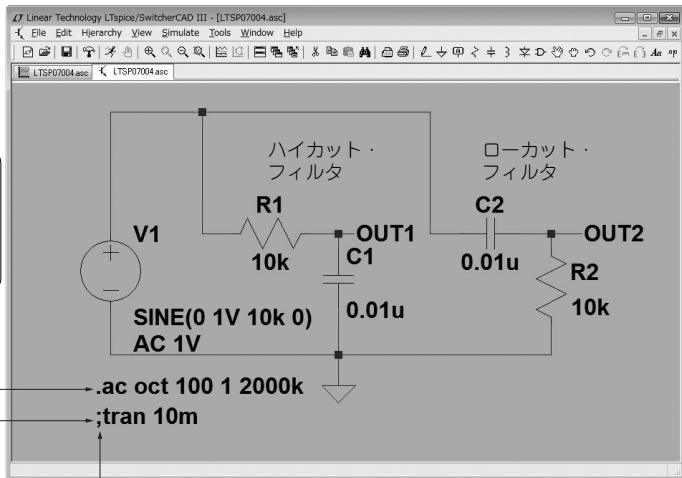 Linear Technology LTspice/SwitcherCAD III - [LTSP07004.asc]
File Edit Hierarchy View Simulate Tools Window Help
LTSP07004.asc LTSP07004.asc
ハイカット・
フィルタ
ローカット・
フィルタ
R1
10k
OUT1
C1
0.01u
C2
0.01u
OUT2
R2
10k
V1
SINE(0 1V 10k 0)
AC 1V
.ac oct 100 1 2000k
;tran 10m